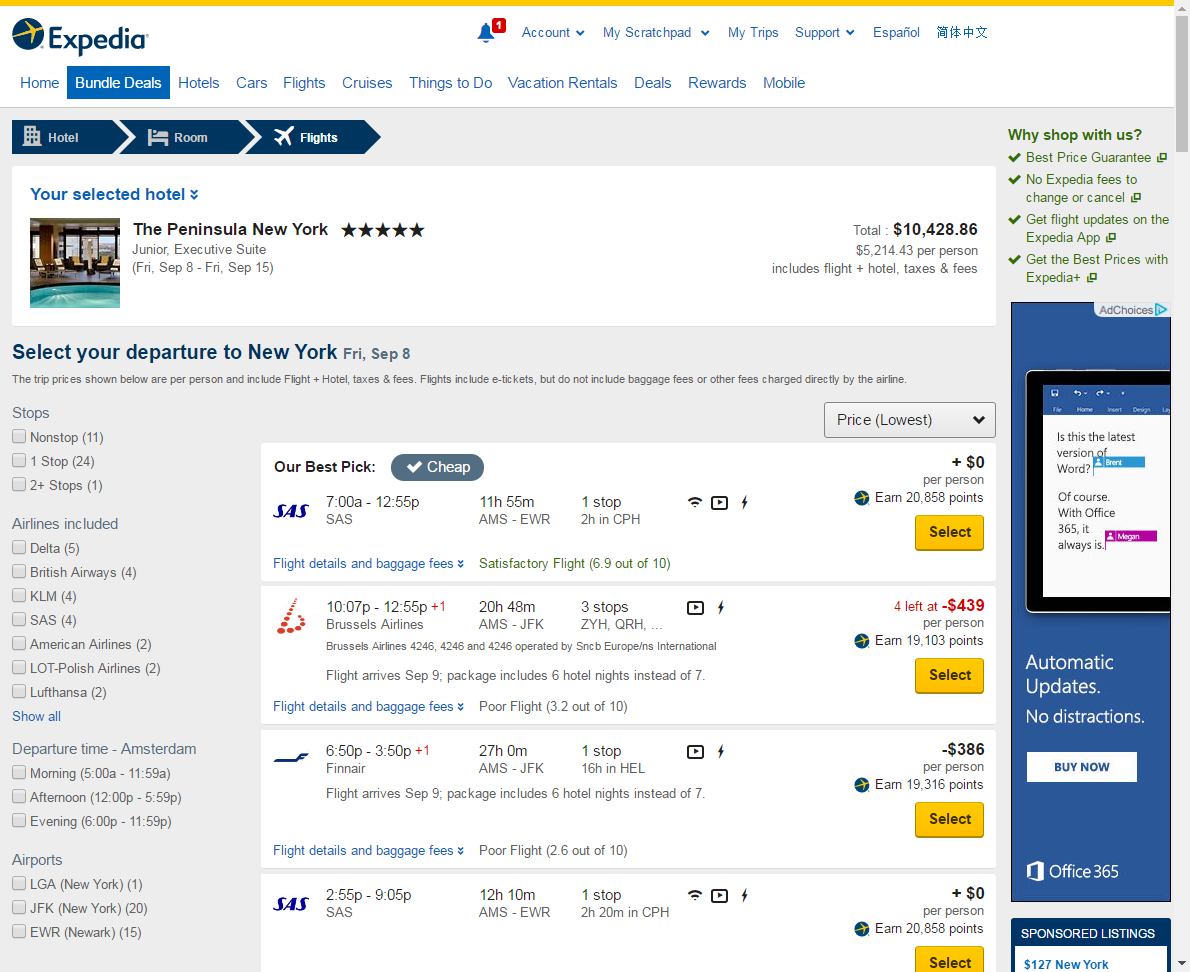 Expedia
1
Account
My Scratchpad
My Trips
Support
Español
简体中文
Home
Bundle Deals
Hotels
Cars
Flights
Cruises
Things to Do
Vacation Rentals
Deals
Rewards
Mobile
Hotel
Room
Flights
Your selected hotel
The Peninsula New York
Junior, Executive Suite
(Fri, Sep 8 - Fri, Sep 15)
Total : $10,428.86
$5,214.43 per person
includes flight + hotel, taxes & fees
Select your departure to New York Fri, Sep 8
The trip prices shown below are per person and include Flight + Hotel, taxes & fees. Flights include e-tickets, but do not include baggage fees or other fees charged directly by the airline.
Stops
Nonstop (11)
1 Stop (24)
2+ Stops (1)
Airlines included
Delta (5)
British Airways (4)
KLM (4)
SAS (4)
American Airlines (2)
LOT-Polish Airlines (2)
Lufthansa (2)
Show all
Departure time - Amsterdam
Morning (5:00a - 11:59a)
Afternoon (12:00p - 5:59p)
Evening (6:00p - 11:59p)
Airports
LGA (New York) (1)
JFK (New York) (20)
EWR (Newark) (15)
Price (Lowest)
Our Best Pick: Cheap
+ $0
per person
Earn 20,858 points
SAS
7:00a - 12:55p
SAS
11h 55m
AMS - EWR
1 stop
2h in CPH
Select
Flight details and baggage fees
Satisfactory Flight (6.9 out of 10)
10:07p - 12:55p +1
Brussels Airlines
20h 48m
AMS - JFK
3 stops
ZYH, QRH, ...
Brussels Airlines 4246, 4246 and 4246 operated by Sncb Europe/ns International
Flight arrives Sep 9; package includes 6 hotel nights instead of 7.
4 left at -$439
per person
Earn 19,103 points
Select
Flight details and baggage fees
Poor Flight (3.2 out of 10)
6:50p - 3:50p +1
Finnair
27h 0m
AMS - JFK
1 stop
16h in HEL
Flight arrives Sep 9; package includes 6 hotel nights instead of 7.
-$386
per person
Earn 19,316 points
Select
Flight details and baggage fees
Poor Flight (2.6 out of 10)
SAS
2:55p - 9:05p
SAS
12h 10m
AMS - EWR
1 stop
2h 20m in CPH
+ $0
per person
Earn 20,858 points
Select
Why shop with us?
Best Price Guarantee
No Expedia fees to
change or cancel
Get flight updates on the
Expedia App
Get the Best Prices with
Expedia+
AdChoices
File Home Insert Design
Is this the latest
version of
Word?
Brent
Of course.
With Office
365, it
always is.
Megan
Automatic
Updates.
No distractions.
BUY NOW
Office 365
SPONSORED LISTINGS
$127 New York